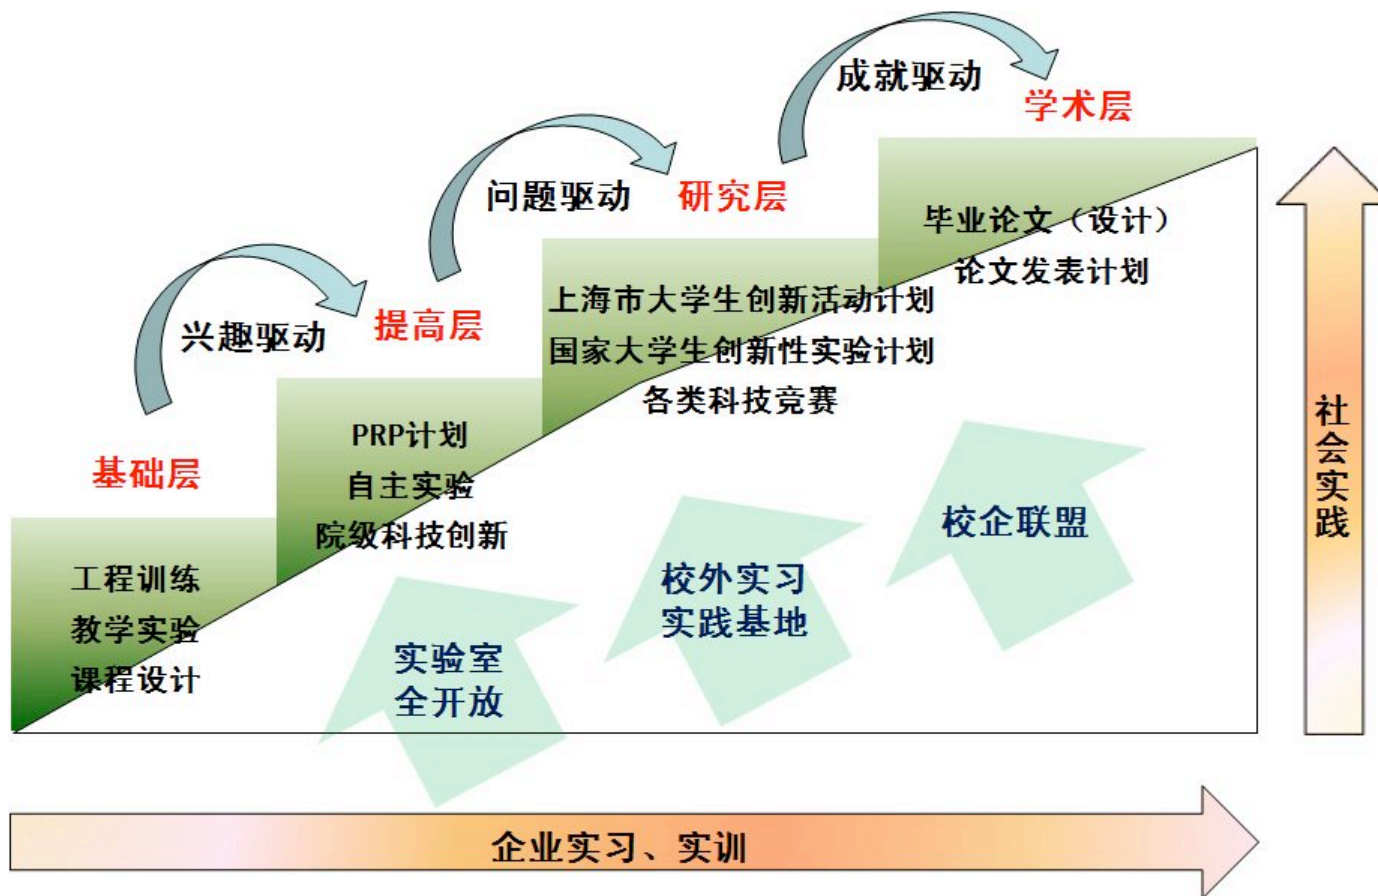 成就驱动
学术层
问题驱动
研究层
毕业论文（设计）
论文发表计划
兴趣驱动
提高层
上海市大学生创新活动计划
国家大学生创新性实验计划
各类科技竞赛
基础层
PRP计划
自主实验
院级科技创新
工程训练
教学实验
课程设计
实验室
全开放
校外实习
实践基地
校企联盟
社会实践
企业实习、实训